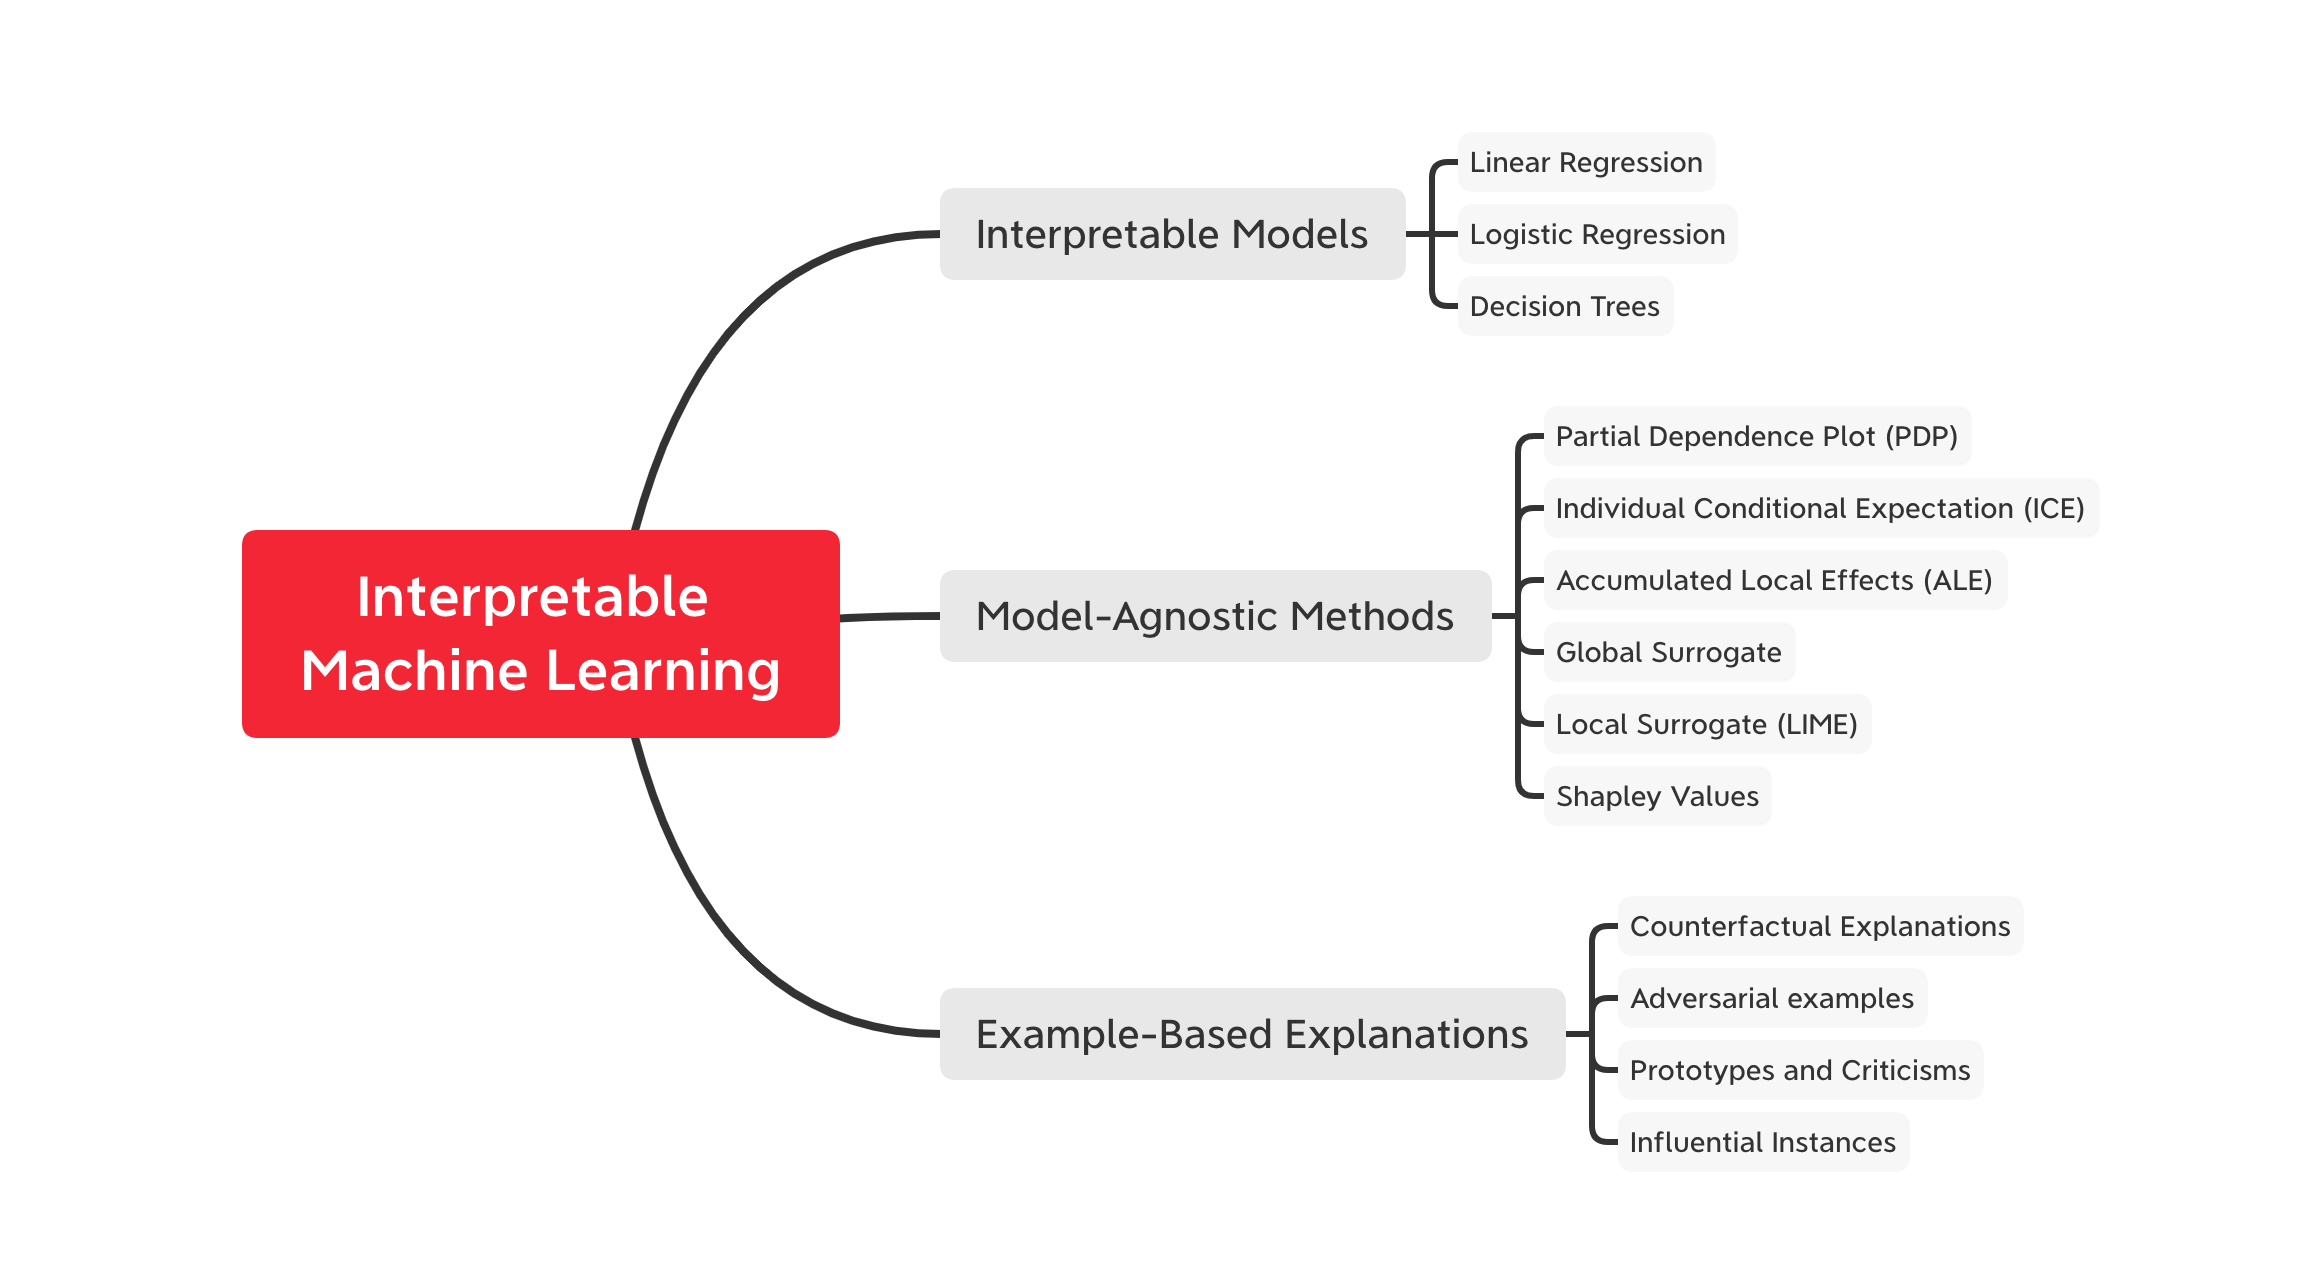 Interpretable
Machine Learning
Interpretable Models
Linear Regression
Logistic Regression
Decision Trees
Model-Agnostic Methods
Partial Dependence Plot (PDP)
Individual Conditional Expectation (ICE)
Accumulated Local Effects (ALE)
Global Surrogate
Local Surrogate (LIME)
Shapley Values
Example-Based Explanations
Counterfactual Explanations
Adversarial examples
Prototypes and Criticisms
Influential Instances